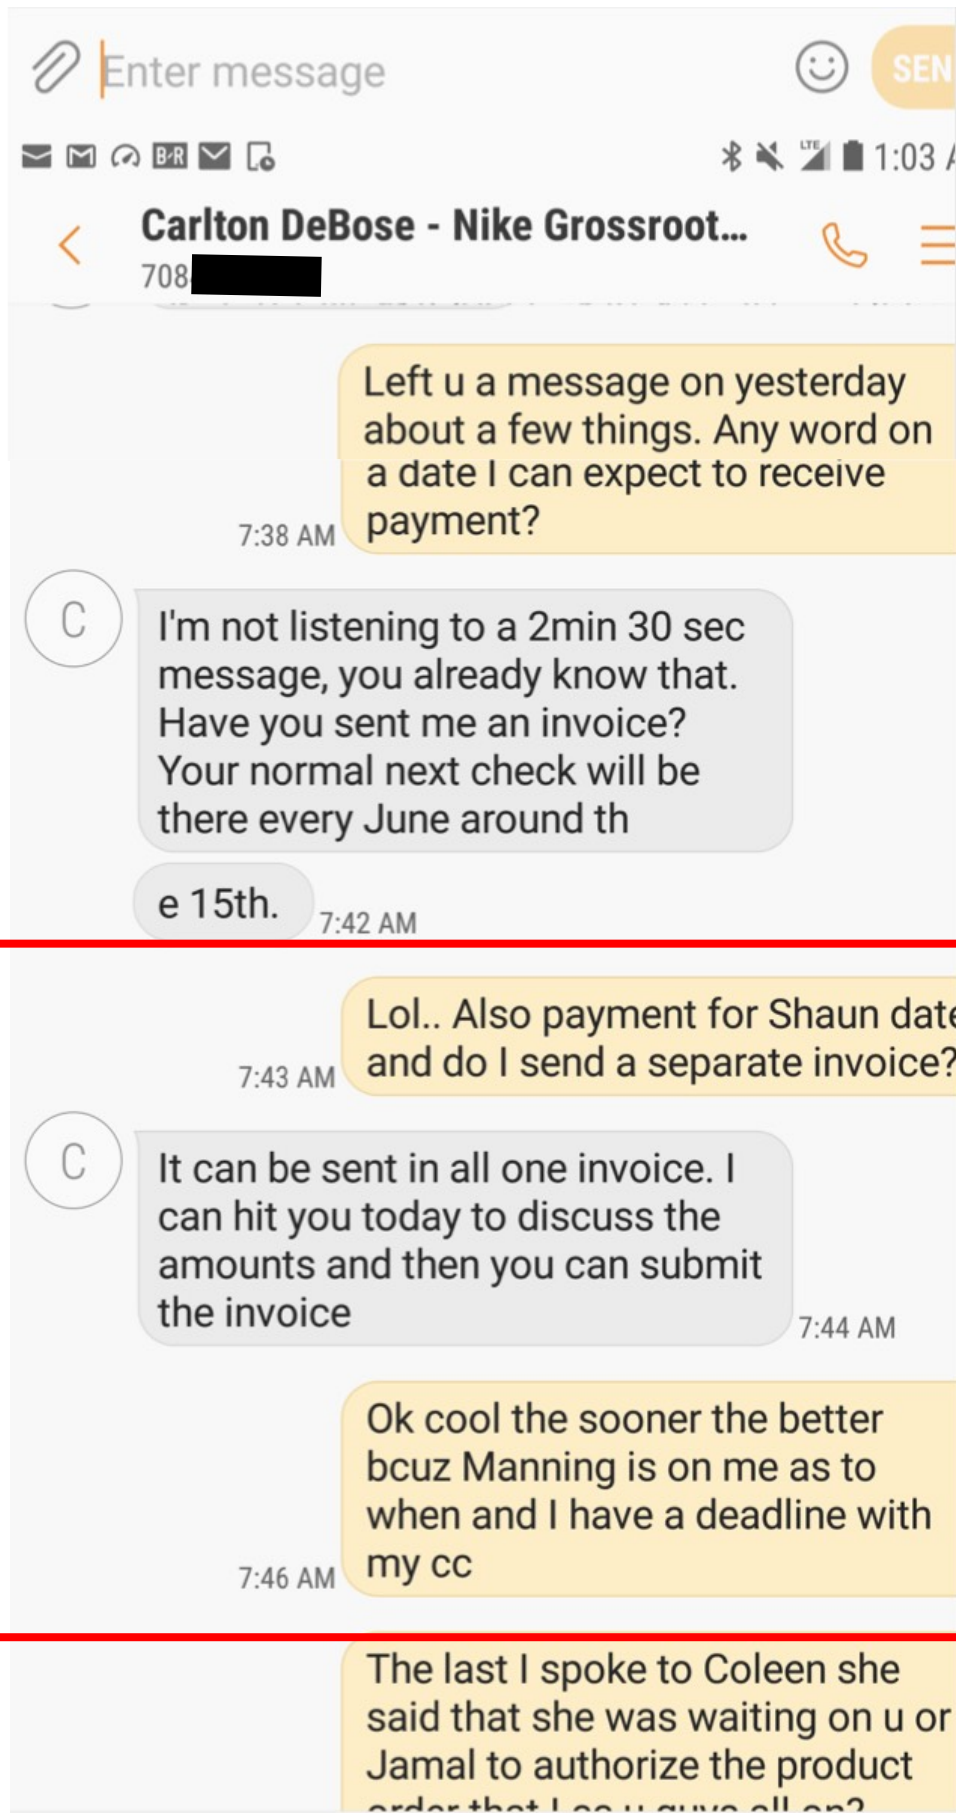 Enter message
SEN
B·R
LTE
1:03 A
Carlton DeBose - Nike Grossroot...
708
Left u a message on yesterday
about a few things. Any word on
a date I can expect to receive
payment?
7:38 AM
C
I'm not listening to a 2min 30 sec
message, you already know that.
Have you sent me an invoice?
Your normal next check will be
there every June around th
e 15th.
7:42 AM
Lol.. Also payment for Shaun date
and do I send a separate invoice?
7:43 AM
C
It can be sent in all one invoice. I
can hit you today to discuss the
amounts and then you can submit
the invoice
7:44 AM
Ok cool the sooner the better
bcuz Manning is on me as to
when and I have a deadline with
my cc
7:46 AM
The last I spoke to Coleen she
said that she was waiting on u or
Jamal to authorize the product
order that I